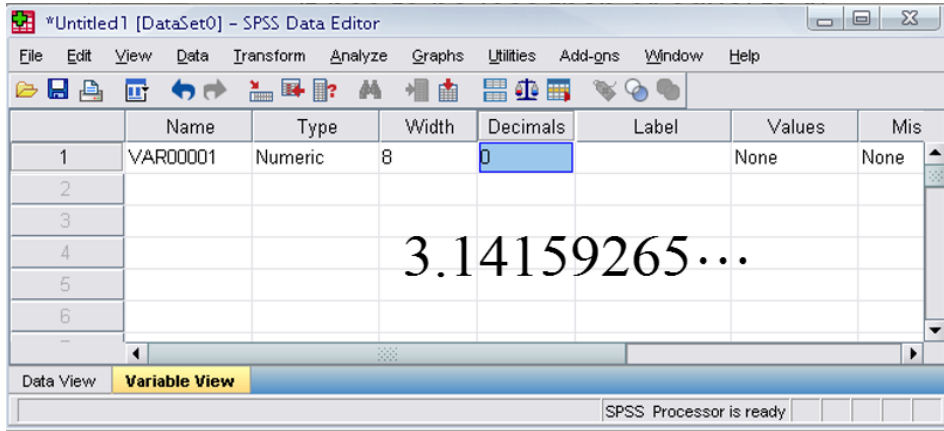 *Untitled1 [DataSet0] - SPSS Data Editor
File Edit View Data Transform Analyze Graphs Utilities Add-ons Window Help
Name Type Width Decimals Label Values Mis
1 VAR00001 Numeric 8 0 None None
2
3
4
3.14159265···
5
6
Data View Variable View
SPSS Processor is ready